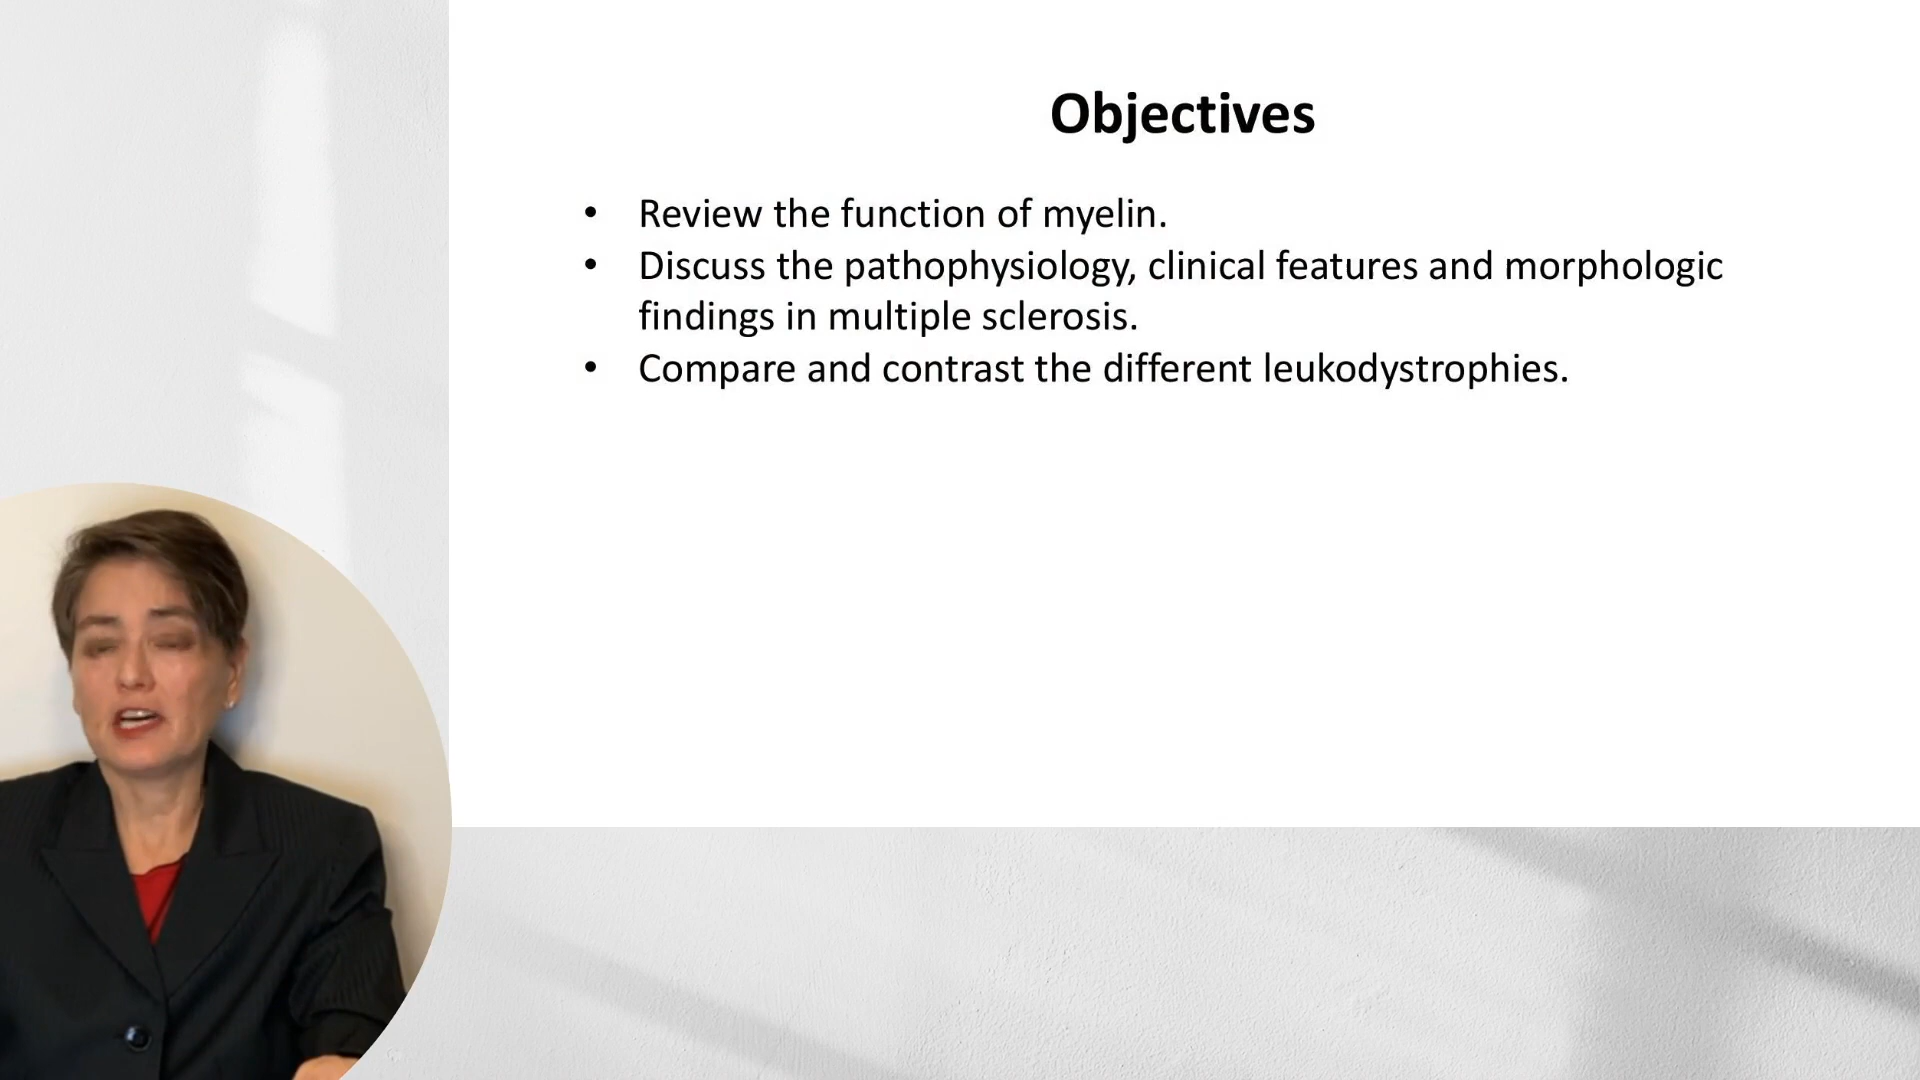 Objectives
• Review the function of myelin.
• Discuss the pathophysiology, clinical features and morphologic
findings in multiple sclerosis.
• Compare and contrast the different leukodystrophies.